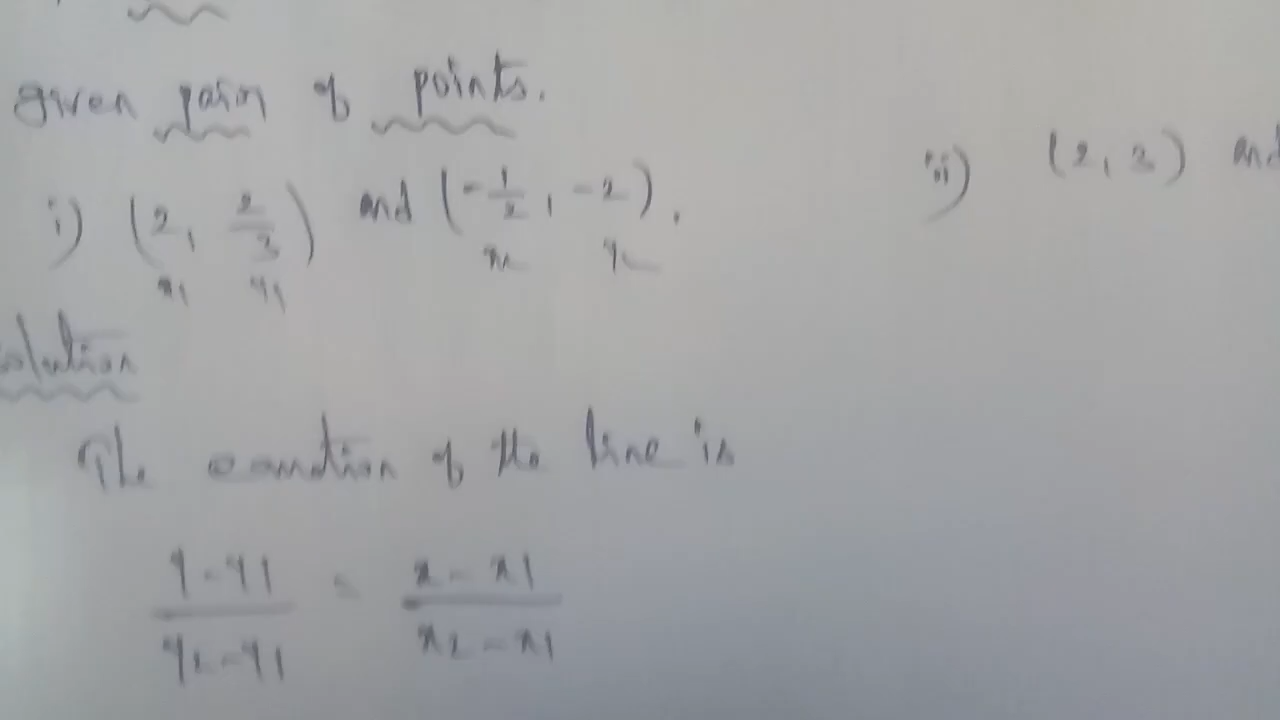 given pair of points.
i) (2, 2/3) and (-1/2, -2).
x1 y1 x2 y2
ii) (2, 3) and
Solution
The equation of the line is
y-y1/y2-y1 = x-x1/x2-x1